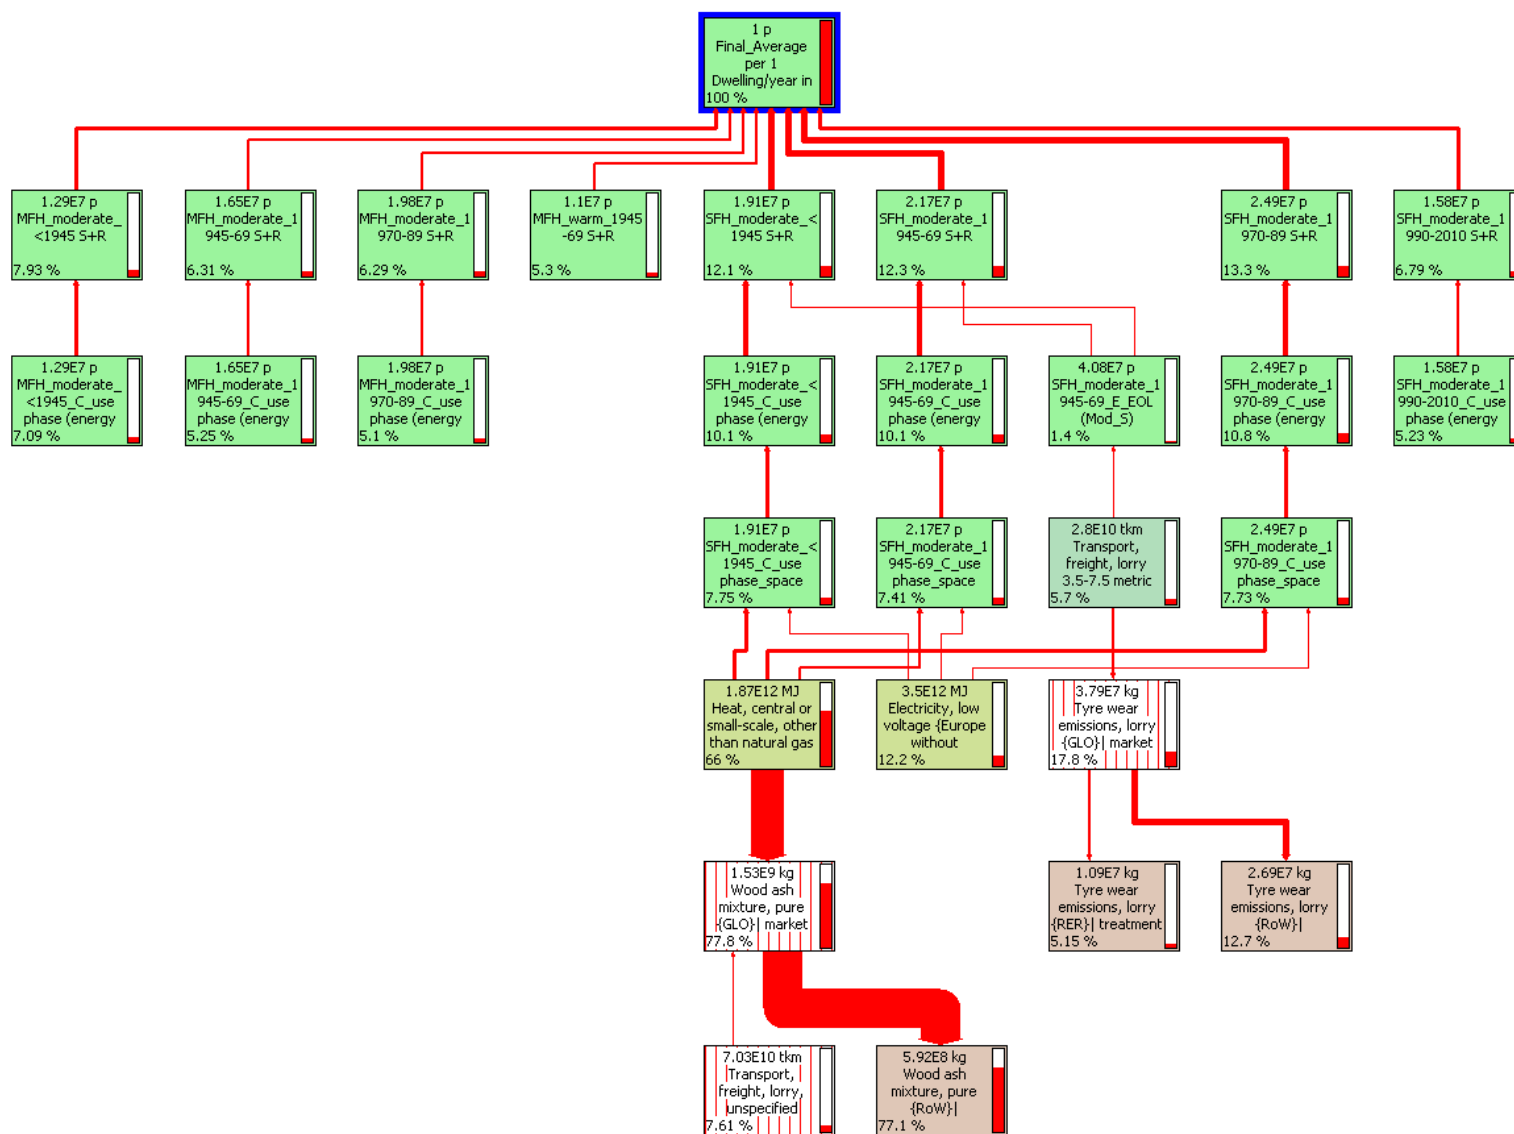 1 p
Final_Average
per 1
Dwelling/year in
100 %
1.29E7 p
MFH_moderate_
<1945 S+R
7.93 %
1.65E7 p
MFH_moderate_1
945-69 S+R
6.31 %
1.98E7 p
MFH_moderate_1
970-89 S+R
6.29 %
1.1E7 p
MFH_warm_1945
-69 S+R
5.3 %
1.91E7 p
SFH_moderate_<
1945 S+R
12.1 %
2.17E7 p
SFH_moderate_1
945-69 S+R
12.3 %
2.49E7 p
SFH_moderate_1
970-89 S+R
13.3 %
1.58E7 p
SFH_moderate_1
990-2010 S+R
6.79 %
1.29E7 p
MFH_moderate_
<1945_C_use
phase (energy
7.09 %
1.65E7 p
MFH_moderate_1
945-69_C_use
phase (energy
5.25 %
1.98E7 p
MFH_moderate_1
970-89_C_use
phase (energy
5.1 %
1.91E7 p
SFH_moderate_<
1945_C_use
phase (energy
10.1 %
2.17E7 p
SFH_moderate_1
945-69_C_use
phase (energy
10.1 %
4.08E7 p
SFH_moderate_1
945-69_E_EOL
(Mod_S)
1.4 %
2.49E7 p
SFH_moderate_1
970-89_C_use
phase (energy
10.8 %
1.58E7 p
SFH_moderate_1
990-2010_C_use
phase (energy
5.23 %
1.91E7 p
SFH_moderate_<
1945_C_use
phase_space
7.75 %
2.17E7 p
SFH_moderate_1
945-69_C_use
phase_space
7.41 %
2.8E10 tkm
Transport,
freight, lorry
3.5-7.5 metric
5.7 %
2.49E7 p
SFH_moderate_1
970-89_C_use
phase_space
7.73 %
1.87E12 MJ
Heat, central or
small-scale, other
than natural gas
66 %
3.5E12 MJ
Electricity, low
voltage {Europe
without
12.2 %
3.79E7 kg
Tyre wear
emissions, lorry
{GLO}| market
17.8 %
1.53E9 kg
Wood ash
mixture, pure
{GLO}| market
77.8 %
1.09E7 kg
Tyre wear
emissions, lorry
{RER}| treatment
5.15 %
2.69E7 kg
Tyre wear
emissions, lorry
{RoW}|
12.7 %
7.03E10 tkm
Transport,
freight, lorry,
unspecified
7.61 %
5.92E8 kg
Wood ash
mixture, pure
{RoW}|
77.1 %